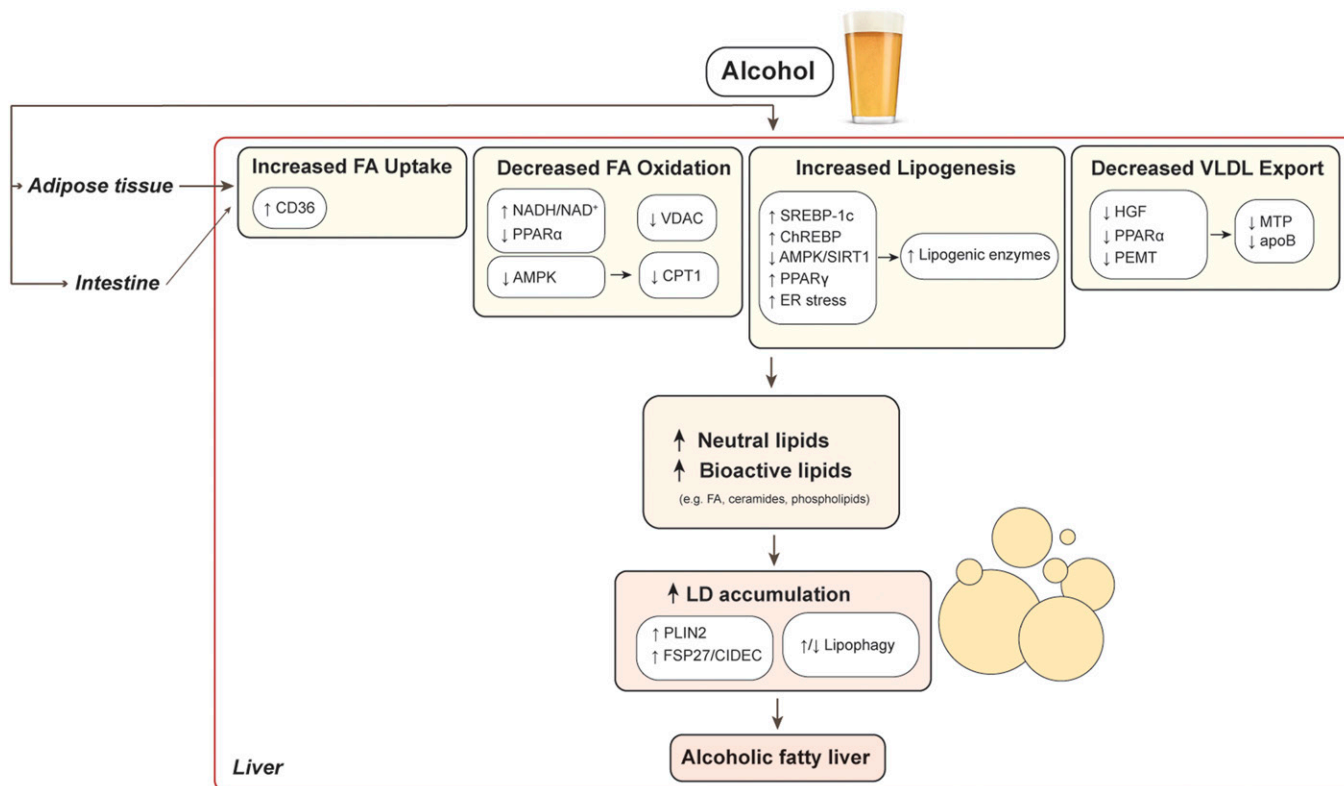 Alcohol
Adipose tissue
Intestine
Increased FA Uptake
↑ CD36
Decreased FA Oxidation
↑ NADH/NAD⁺
↓ PPARα
↓ AMPK
↓ VDAC
↓ CPT1
Increased Lipogenesis
↑ SREBP-1c
↑ ChREBP
↓ AMPK/SIRT1
↑ PPARγ
↑ ER stress
↑ Lipogenic enzymes
Decreased VLDL Export
↓ HGF
↓ PPARα
↓ PEMT
↓ MTP
↓ apoB
↑ Neutral lipids
↑ Bioactive lipids
(e.g. FA, ceramides, phospholipids)
↑ LD accumulation
↑ PLIN2
↑ FSP27/CIDEC
↑/↓ Lipophagy
Alcoholic fatty liver
Liver